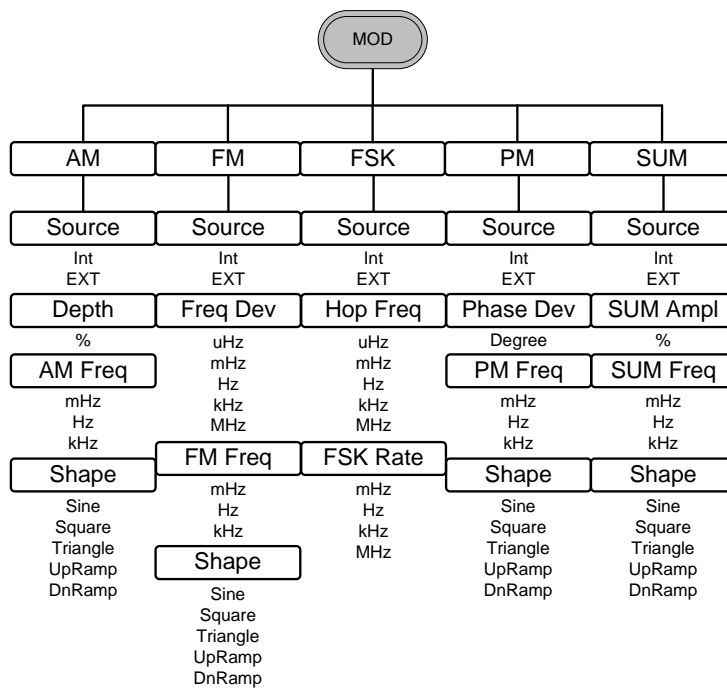 MOD
AM
FM
FSK
PM
SUM
Source
Int
EXT
Depth
%
AM Freq
mHz
Hz
kHz
Shape
Sine
Square
Triangle
UpRamp
DnRamp
Source
Int
EXT
Freq Dev
uHz
mHz
Hz
kHz
MHz
FM Freq
mHz
Hz
kHz
Shape
Sine
Square
Triangle
UpRamp
DnRamp
Source
Int
EXT
Hop Freq
uHz
mHz
Hz
kHz
MHz
FSK Rate
mHz
Hz
kHz
MHz
Source
Int
EXT
Phase Dev
Degree
PM Freq
mHz
Hz
kHz
Shape
Sine
Square
Triangle
UpRamp
DnRamp
Source
Int
EXT
SUM Ampl
%
SUM Freq
mHz
Hz
kHz
Shape
Sine
Square
Triangle
UpRamp
DnRamp